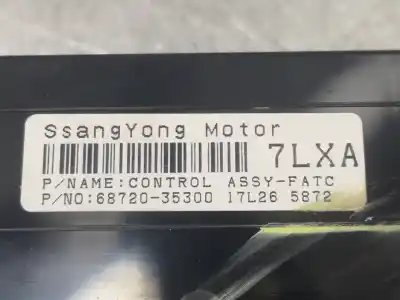 SsangYong Motor
7LXA
P/NAME:CONTROL ASSY-FATC
P/NO:68720-35300 17L26 5872